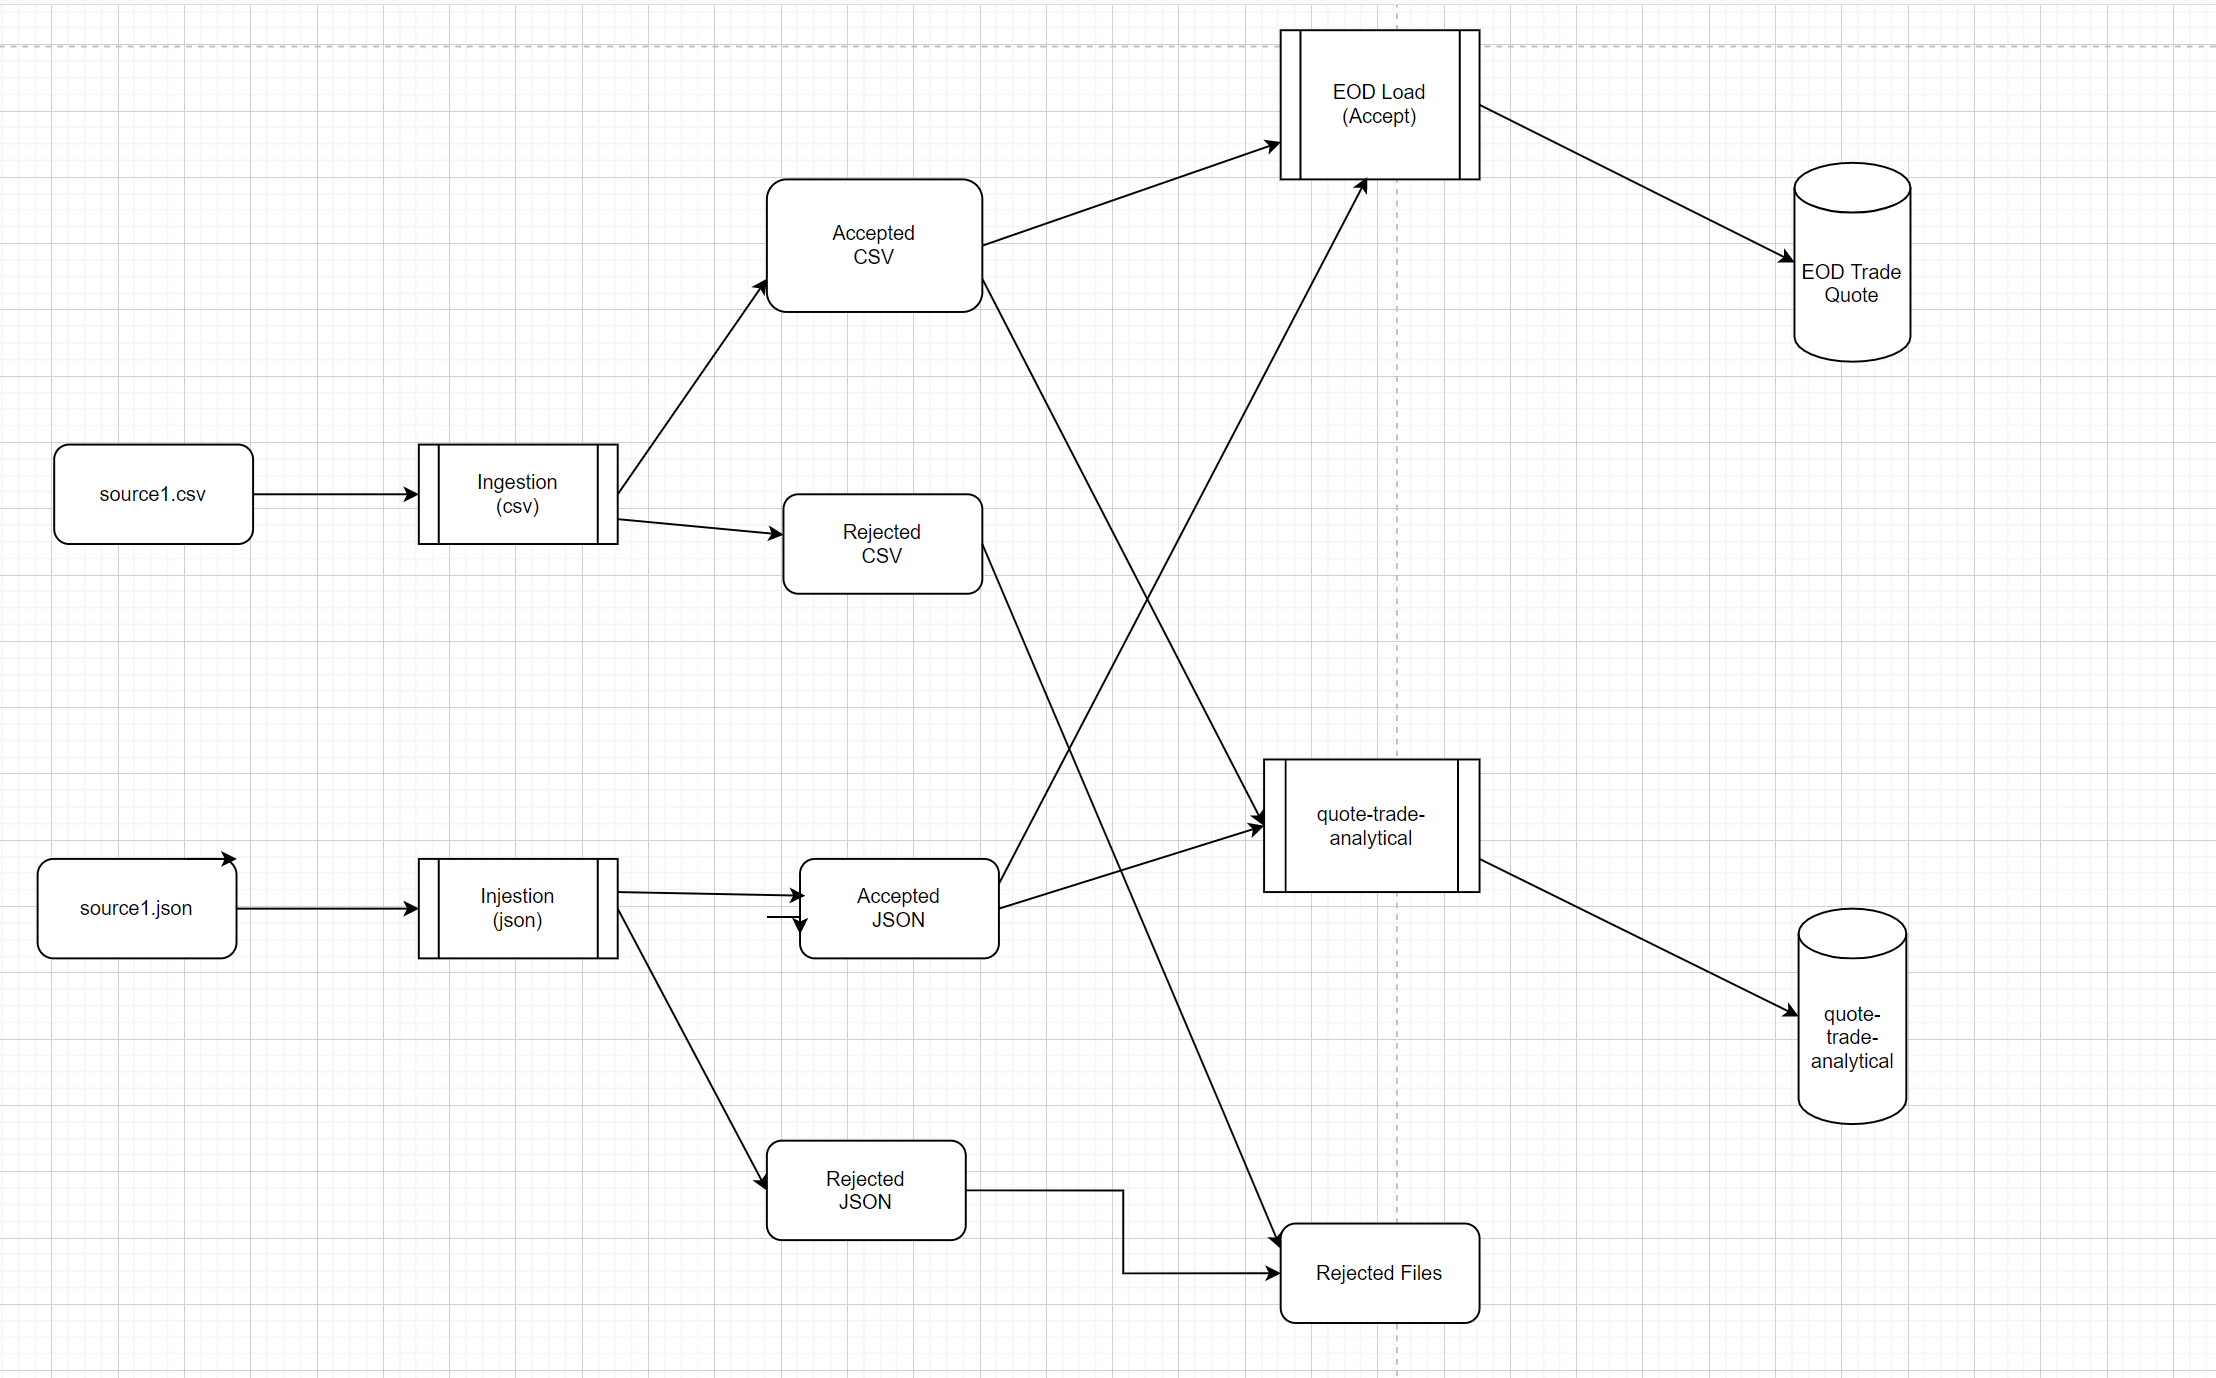 EOD Load
(Accept)
Accepted
CSV
EOD Trade
Quote
source1.csv
Ingestion
(csv)
Rejected
CSV
quote-trade-
analytical
source1.json
Injestion
(json)
Accepted
JSON
quote-
trade-
analytical
Rejected
JSON
Rejected Files